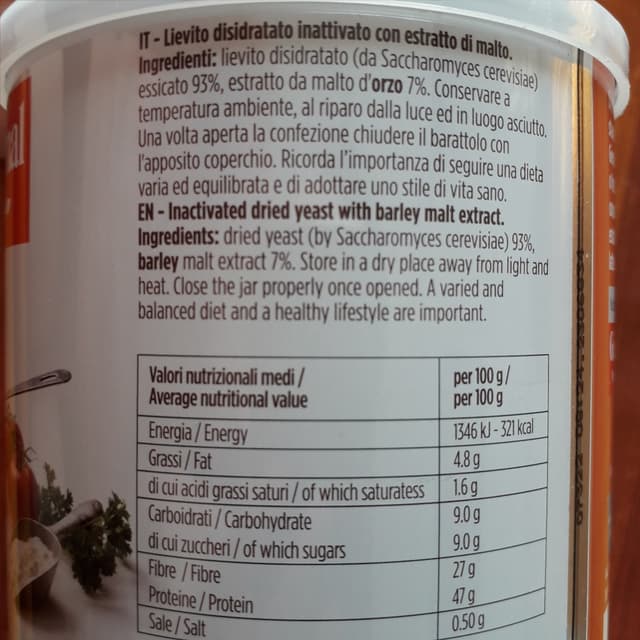 IT - Lievito disidratato inattivato con estratto di malto.
Ingredienti: lievito disidratato (da Saccharomyces cerevisiae)
essicato 93%, estratto da malto d'orzo 7%. Conservare a
temperatura ambiente, al riparo dalla luce ed in luogo asciutto.
Una volta aperta la confezione chiudere il barattolo con
l'apposito coperchio. Ricorda l'importanza di seguire una dieta
varia ed equilibrata e di adottare uno stile di vita sano.
EN - Inactivated dried yeast with barley malt extract.
Ingredients: dried yeast (by Saccharomyces cerevisiae) 93%,
barley malt extract 7%. Store in a dry place away from light and
heat. Close the jar properly once opened. A varied and
balanced diet and a healthy lifestyle are important.
Valori nutrizionali medi / per 100 g /
Average nutritional value per 100 g
Energia / Energy 1346 kJ - 321 kcal
Grassi / Fat 4.8 g
di cui acidi grassi saturi / of which saturatess 1.6 g
Carboidrati / Carbohydrate 9.0 g
di cui zuccheri / of which sugars 9.0 g
Fibre / Fibre 27 g
Proteine / Protein 47 g
Sale / Salt 0.50 g